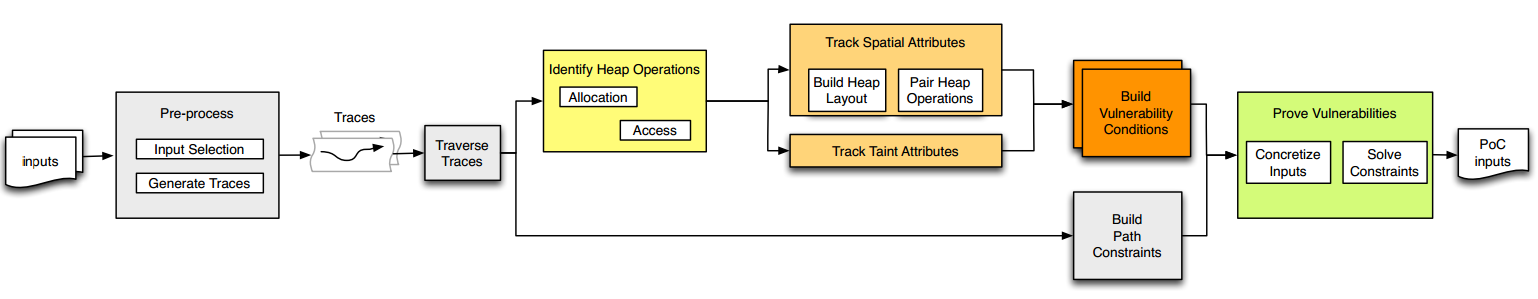 inputs
Pre-process
Input Selection
Generate Traces
Traces
Traverse
Traces
Identify Heap Operations
Allocation
Access
Track Spatial Attributes
Build Heap
Layout
Pair Heap
Operations
Track Taint Attributes
Build
Vulnerability
Conditions
Build
Path
Constraints
Prove Vulnerabilities
Concretize
Inputs
Solve
Constraints
PoC
inputs